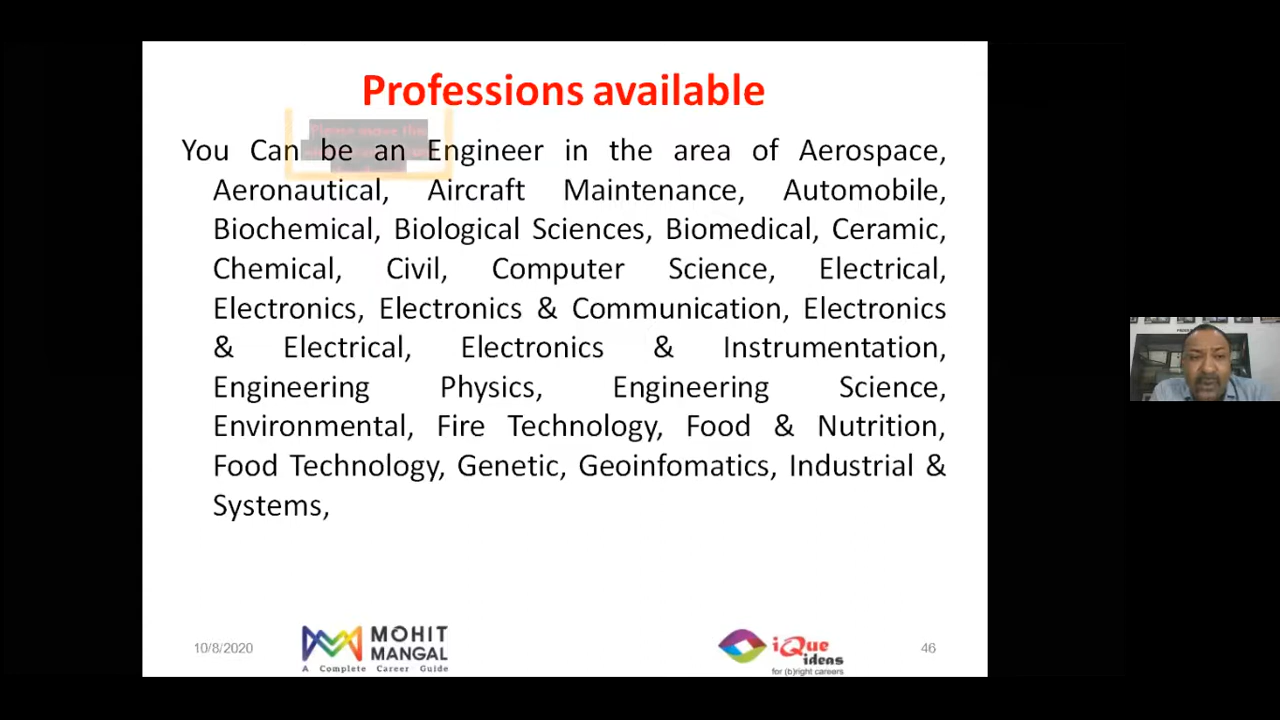 Professions available
Please move this
You Can be an Engineer in the area of Aerospace,
Aeronautical, Aircraft Maintenance, Automobile,
Biochemical, Biological Sciences, Biomedical, Ceramic,
Chemical, Civil, Computer Science, Electrical,
Electronics, Electronics & Communication, Electronics
& Electrical, Electronics & Instrumentation,
Engineering Physics, Engineering Science,
Environmental, Fire Technology, Food & Nutrition,
Food Technology, Genetic, Geoinfomatics, Industrial &
Systems,
10/8/2020
MOHIT
MANGAL
A Complete Career Guide
iQue
ideas
for (b)right careers
46